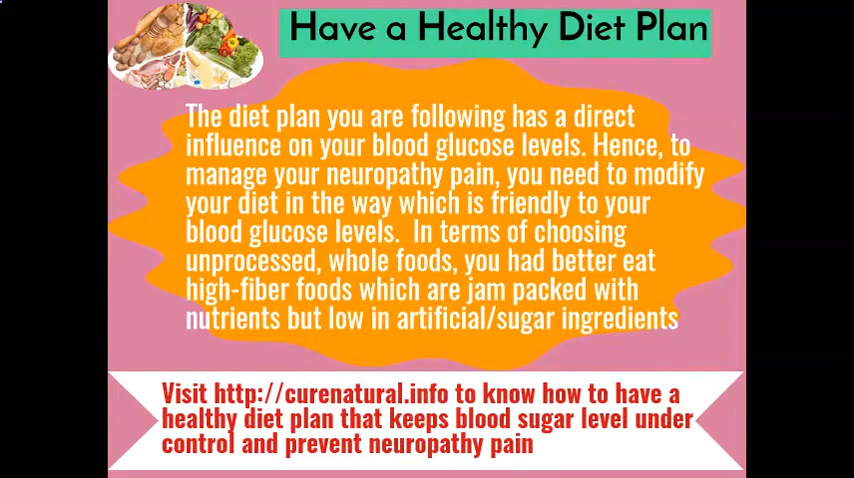 Have a Healthy Diet Plan
The diet plan you are following has a direct
influence on your blood glucose levels. Hence, to
manage your neuropathy pain, you need to modify
your diet in the way which is friendly to your
blood glucose levels. In terms of choosing
unprocessed, whole foods, you had better eat
high-fiber foods which are jam packed with
nutrients but low in artificial/sugar ingredients
Visit http://curenatural.info to know how to have a
healthy diet plan that keeps blood sugar level under
control and prevent neuropathy pain